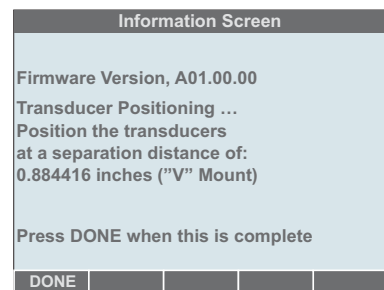 Information Screen
Firmware Version, A01.00.00
Transducer Positioning ...
Position the transducers
at a separation distance of:
0.884416 inches ("V" Mount)
Press DONE when this is complete
DONE